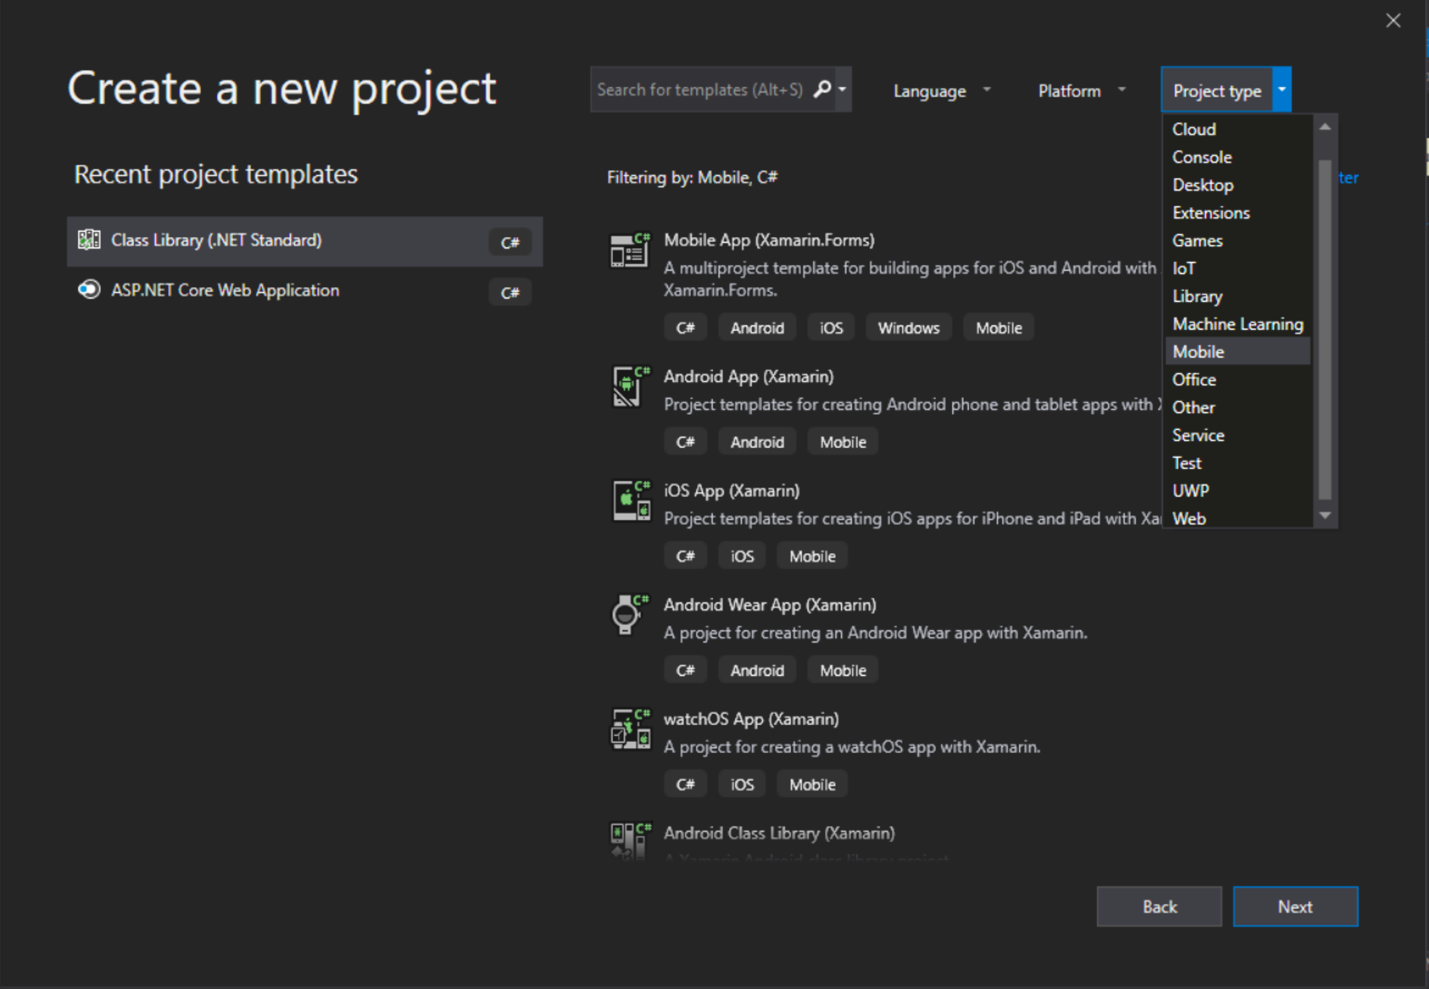 Create a new project
Search for templates (Alt+S)
Language
Platform
Project type
Recent project templates
Class Library (.NET Standard)
C#
ASP.NET Core Web Application
C#
Filtering by: Mobile, C#
Mobile App (Xamarin.Forms)
A multiproject template for building apps for iOS and Android with
Xamarin.Forms.
C# Android iOS Windows Mobile
Android App (Xamarin)
Project templates for creating Android phone and tablet apps with
C# Android Mobile
iOS App (Xamarin)
Project templates for creating iOS apps for iPhone and iPad with Xa
C# iOS Mobile
Android Wear App (Xamarin)
A project for creating an Android Wear app with Xamarin.
C# Android Mobile
watchOS App (Xamarin)
A project for creating a watchOS app with Xamarin.
C# iOS Mobile
Android Class Library (Xamarin)
A Xamarin.Android class library project
Cloud
Console
Desktop
Extensions
Games
IoT
Library
Machine Learning
Mobile
Office
Other
Service
Test
UWP
Web
ter
Back
Next